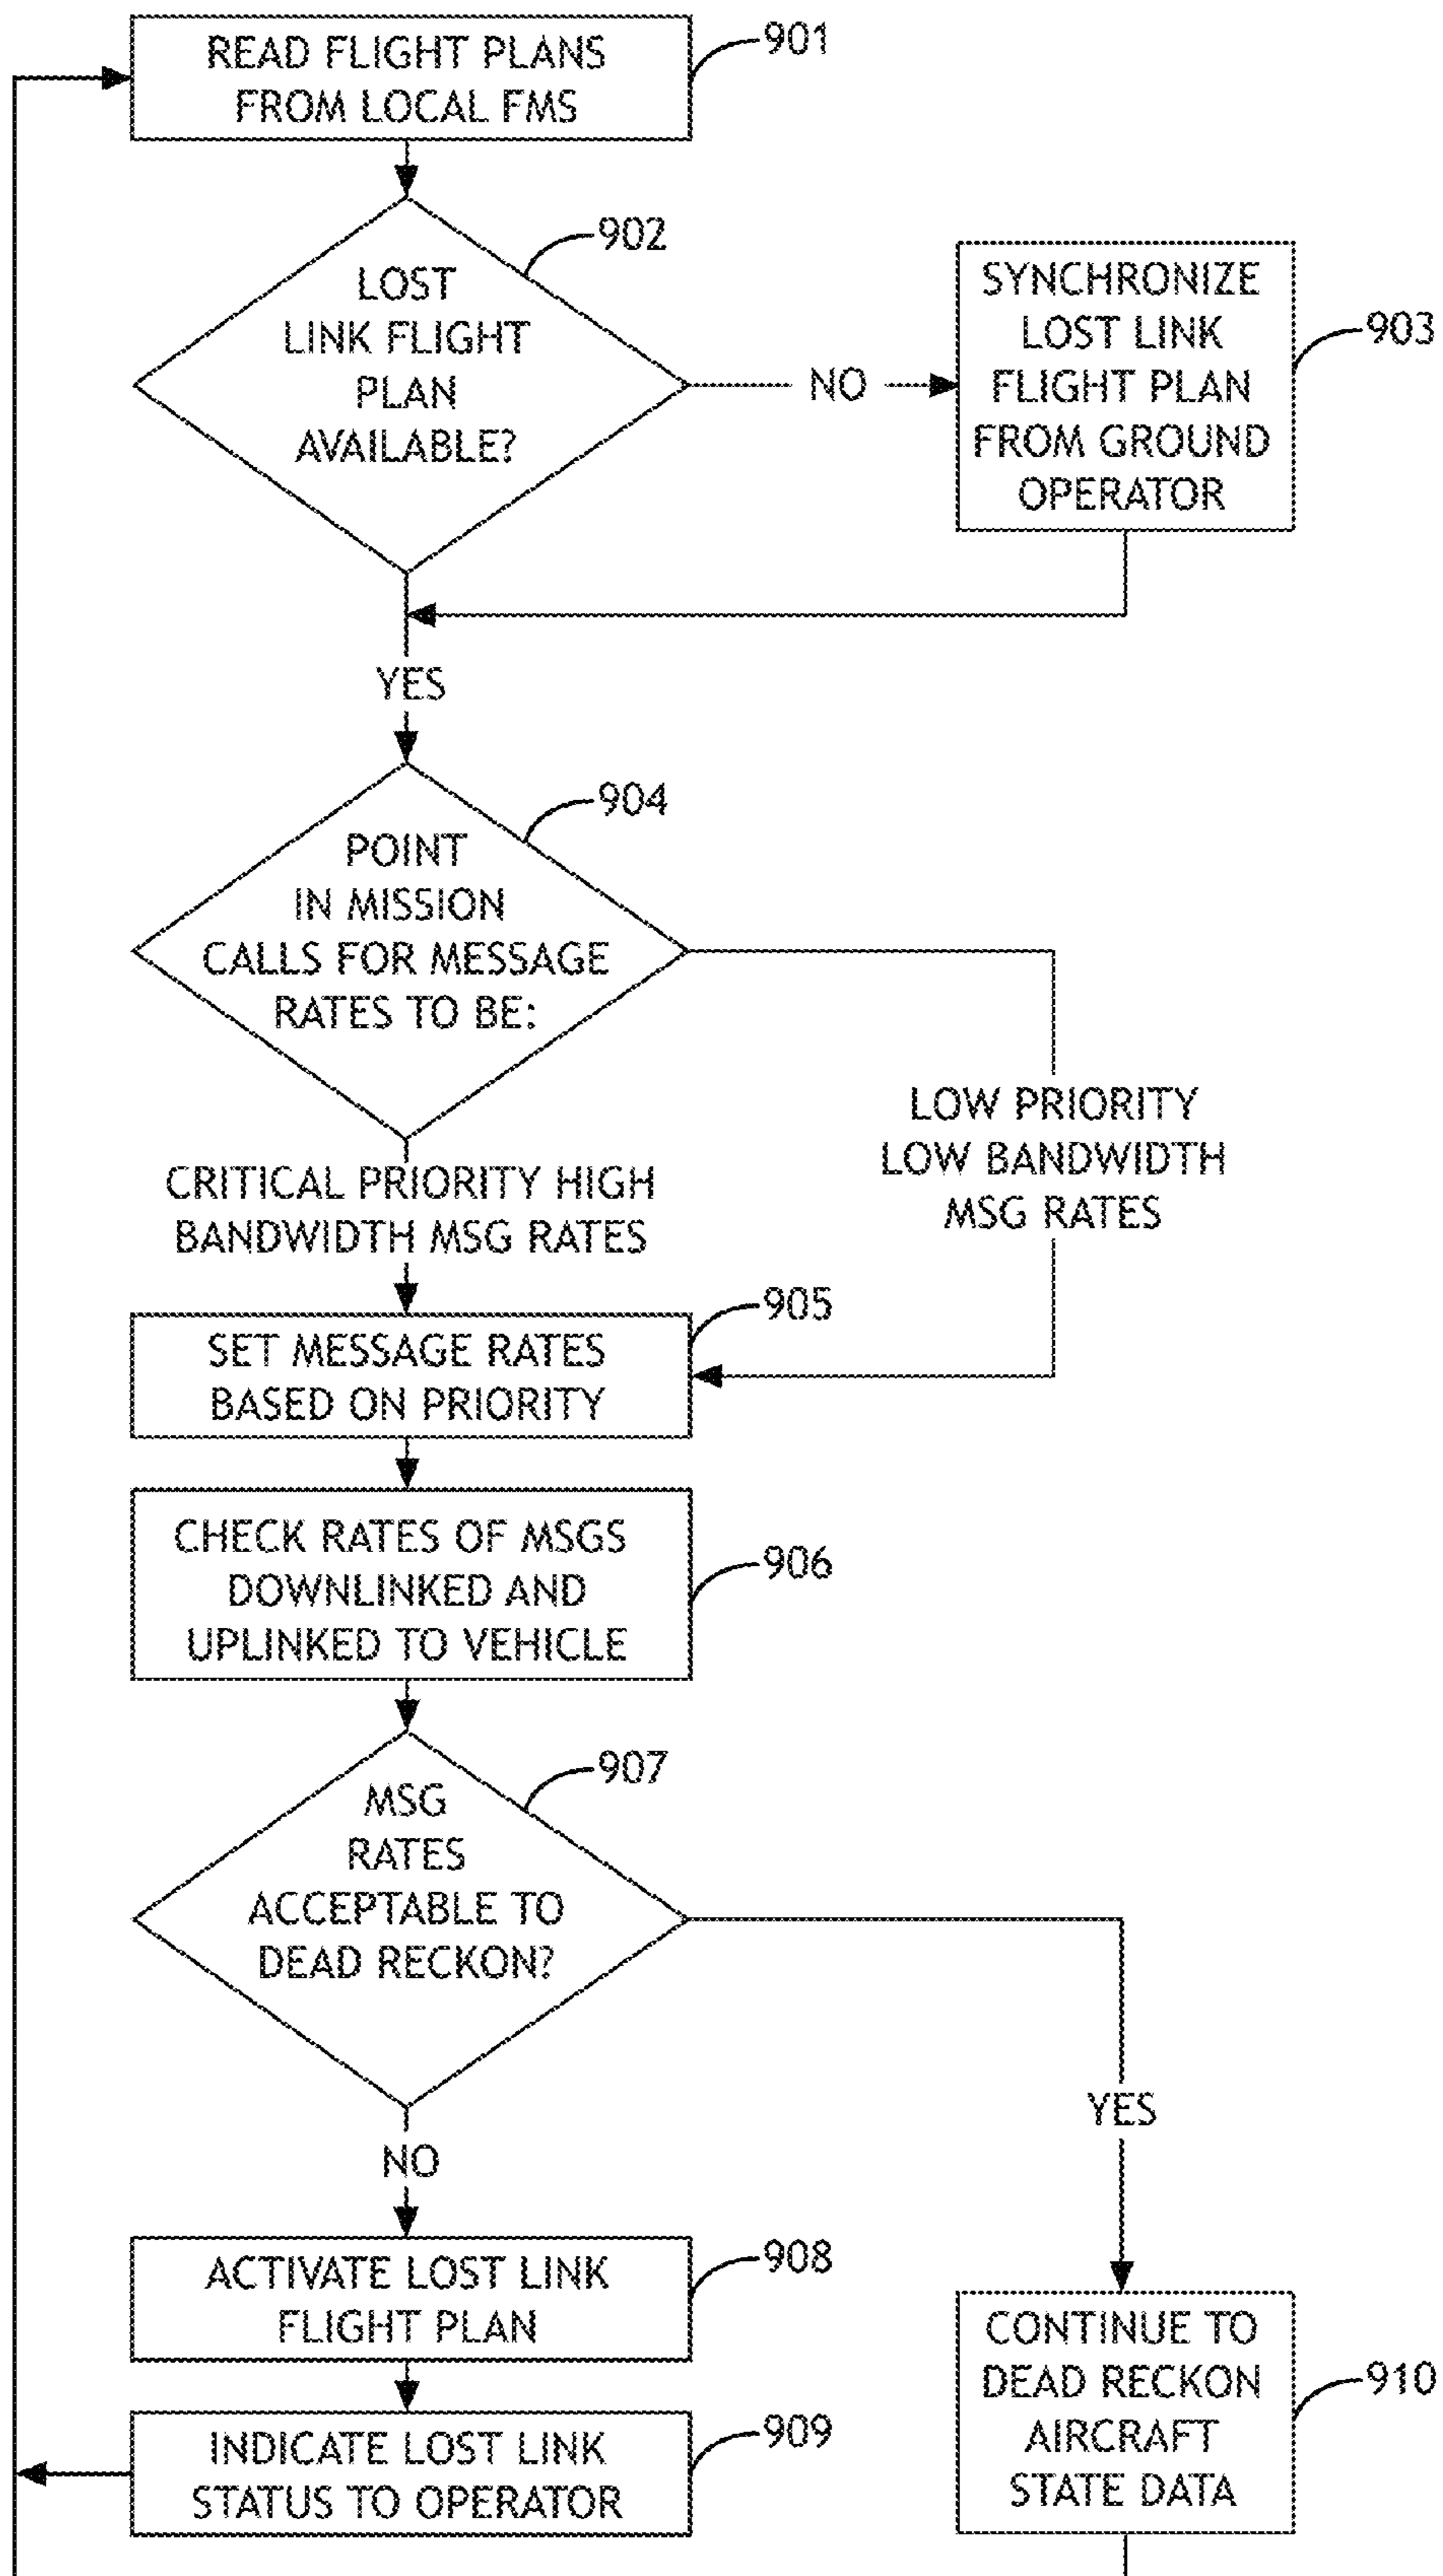 READ FLIGHT PLANS
FROM LOCAL FMS
901
LOST
LINK FLIGHT
PLAN
AVAILABLE?
902
NO
SYNCHRONIZE
LOST LINK
FLIGHT PLAN
FROM GROUND
OPERATOR
903
YES
POINT
IN MISSION
CALLS FOR MESSAGE
RATES TO BE:
904
CRITICAL PRIORITY HIGH
BANDWIDTH MSG RATES
LOW PRIORITY
LOW BANDWIDTH
MSG RATES
SET MESSAGE RATES
BASED ON PRIORITY
905
CHECK RATES OF MSGS
DOWNLINKED AND
UPLINKED TO VEHICLE
906
MSG
RATES
ACCEPTABLE TO
DEAD RECKON?
907
NO
YES
ACTIVATE LOST LINK
FLIGHT PLAN
908
INDICATE LOST LINK
STATUS TO OPERATOR
909
CONTINUE TO
DEAD RECKON
AIRCRAFT
STATE DATA
910